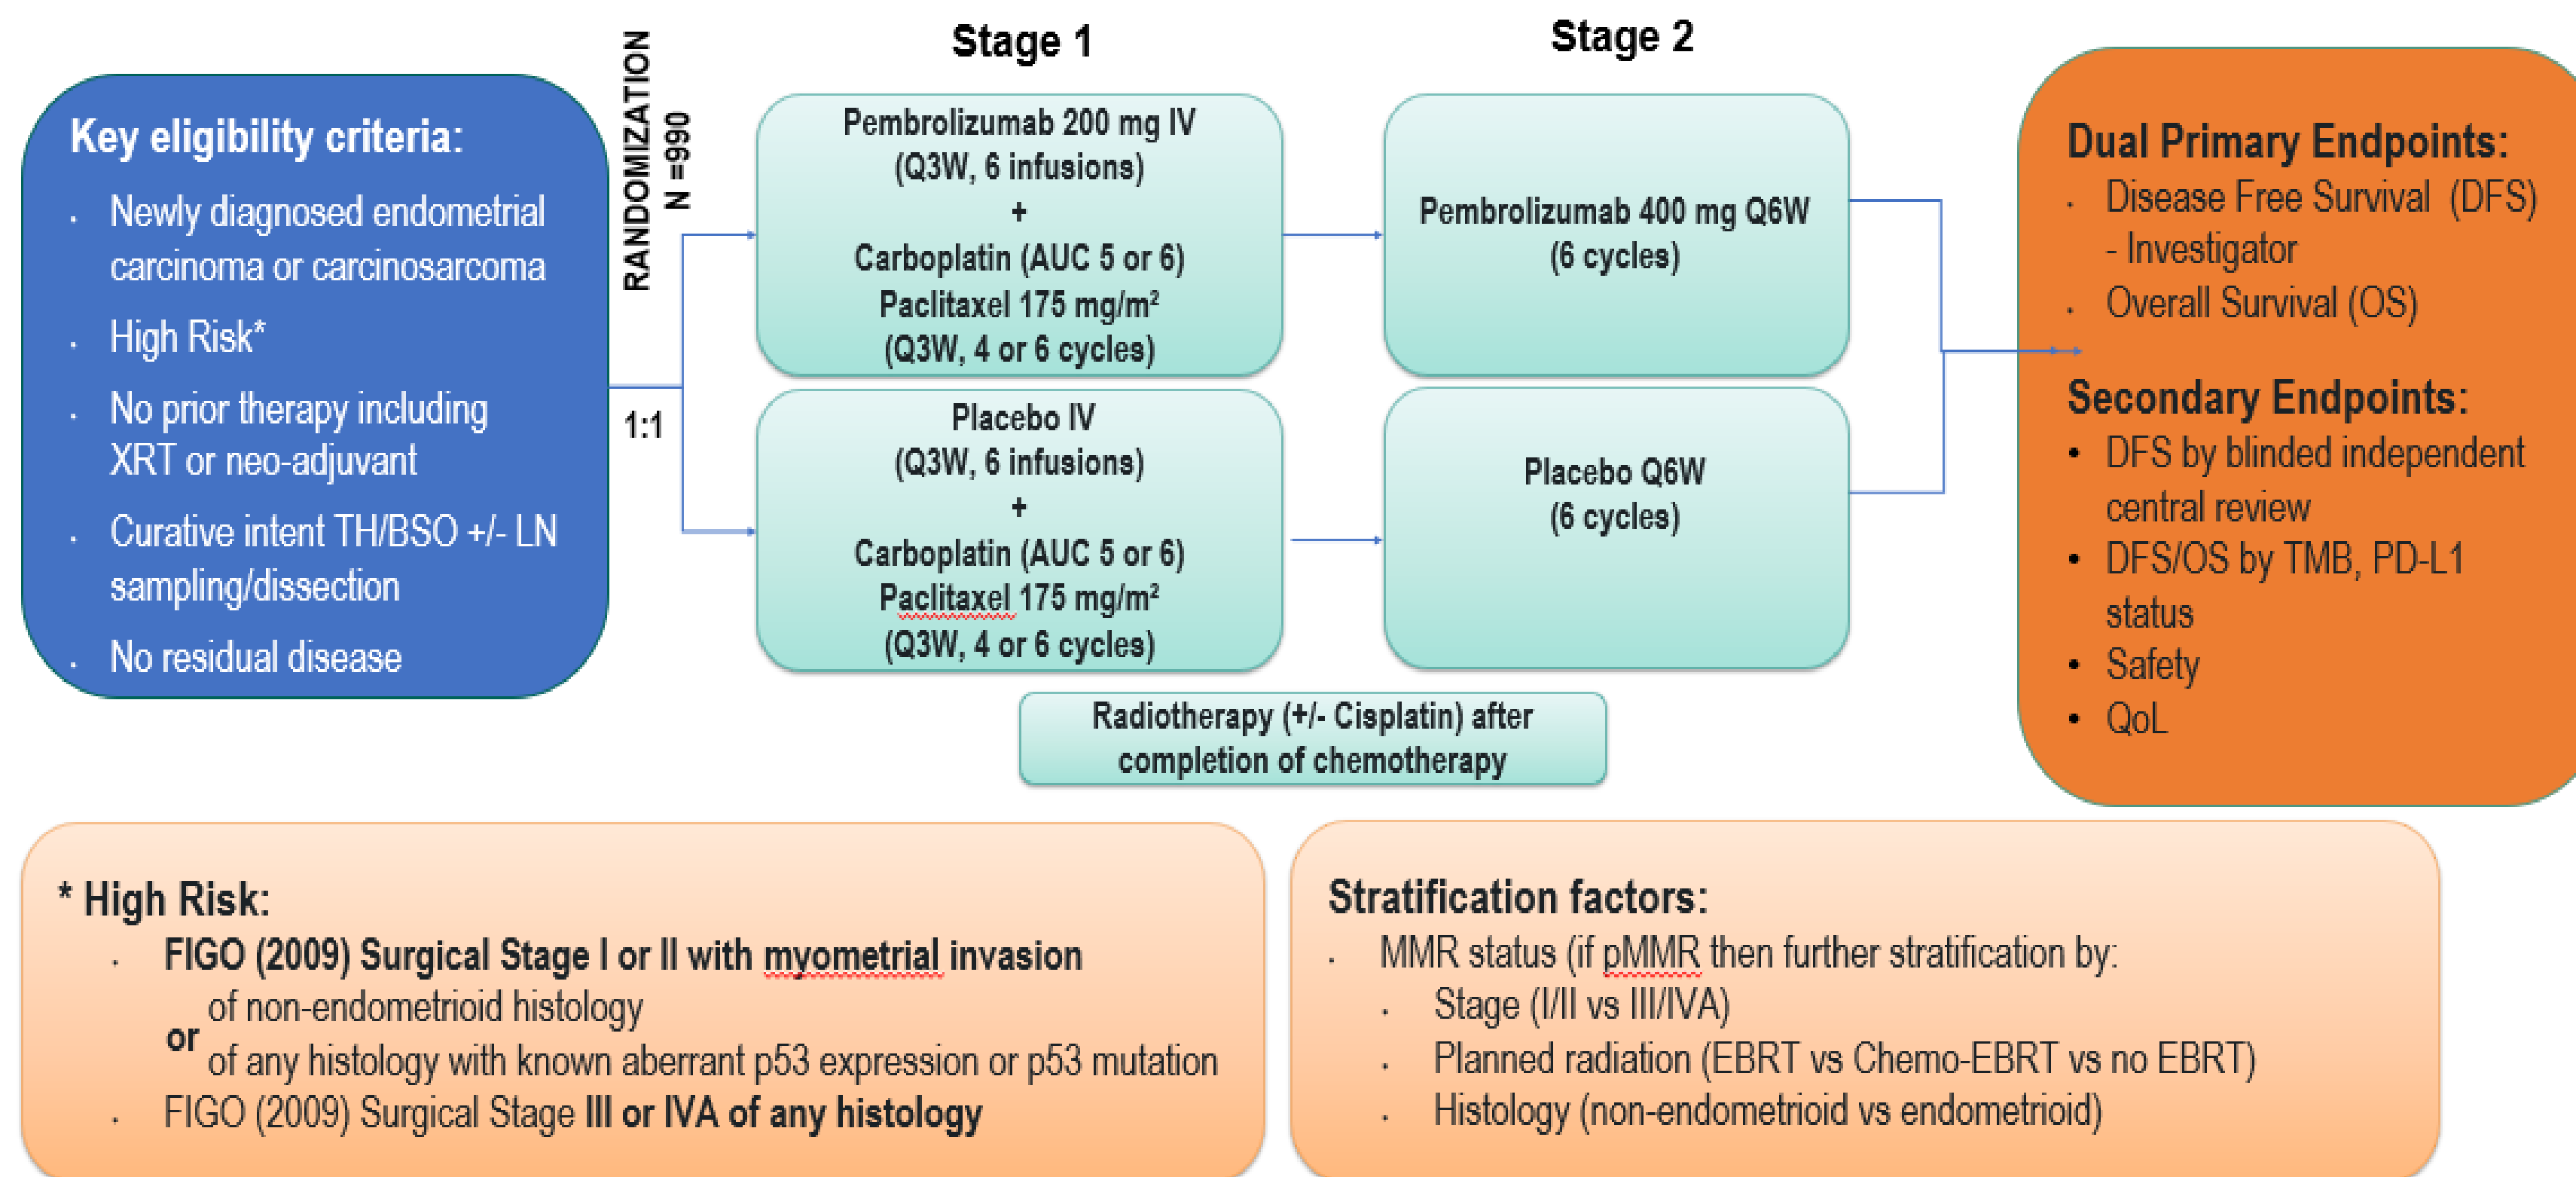 Stage 1
Stage 2
Key eligibility criteria:
· Newly diagnosed endometrial
carcinoma or carcinosarcoma
· High Risk*
· No prior therapy including
XRT or neo-adjuvant
· Curative intent TH/BSO +/- LN
sampling/dissection
· No residual disease
RANDOMIZATION
N =990
1:1
Pembrolizumab 200 mg IV
(Q3W, 6 infusions)
+
Carboplatin (AUC 5 or 6)
Paclitaxel 175 mg/m²
(Q3W, 4 or 6 cycles)
Placebo IV
(Q3W, 6 infusions)
+
Carboplatin (AUC 5 or 6)
Paclitaxel 175 mg/m²
(Q3W, 4 or 6 cycles)
Pembrolizumab 400 mg Q6W
(6 cycles)
Placebo Q6W
(6 cycles)
Radiotherapy (+/- Cisplatin) after
completion of chemotherapy
Dual Primary Endpoints:
· Disease Free Survival (DFS)
- Investigator
· Overall Survival (OS)
Secondary Endpoints:
• DFS by blinded independent
central review
• DFS/OS by TMB, PD-L1
status
• Safety
• QoL
* High Risk:
· FIGO (2009) Surgical Stage I or II with myometrial invasion
of non-endometrioid histology
or
of any histology with known aberrant p53 expression or p53 mutation
· FIGO (2009) Surgical Stage III or IVA of any histology
Stratification factors:
· MMR status (if pMMR then further stratification by:
· Stage (I/II vs III/IVA)
· Planned radiation (EBRT vs Chemo-EBRT vs no EBRT)
· Histology (non-endometrioid vs endometrioid)